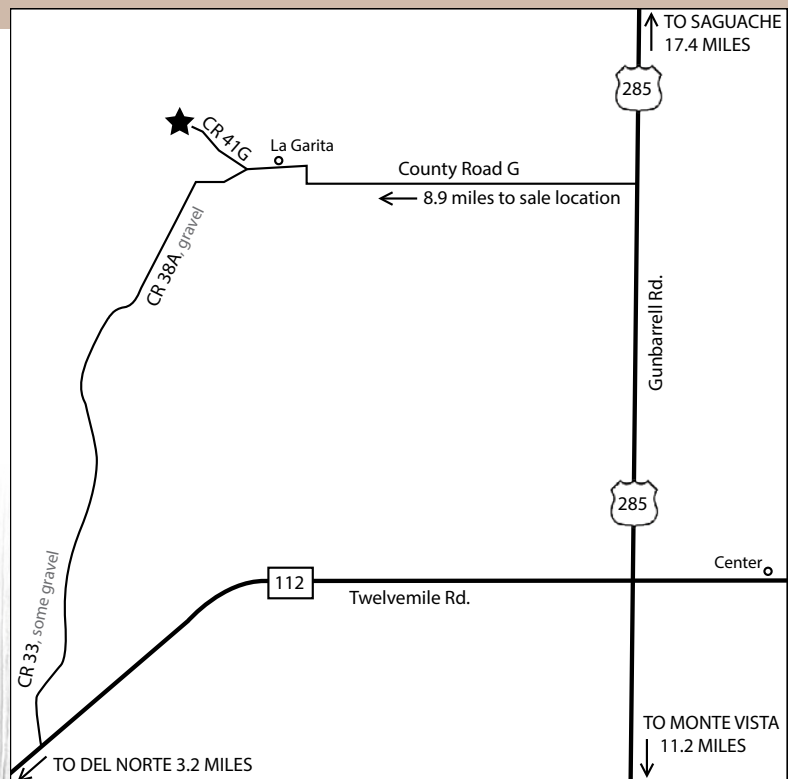 TO SAGUACHE
17.4 MILES
285
CR 41G
La Garita
County Road G
8.9 miles to sale location
CR 38A, gravel
Gunbarrell Rd.
285
Center
112
Twelvemile Rd.
CR 33, some gravel
TO MONTE VISTA
11.2 MILES
TO DEL NORTE 3.2 MILES